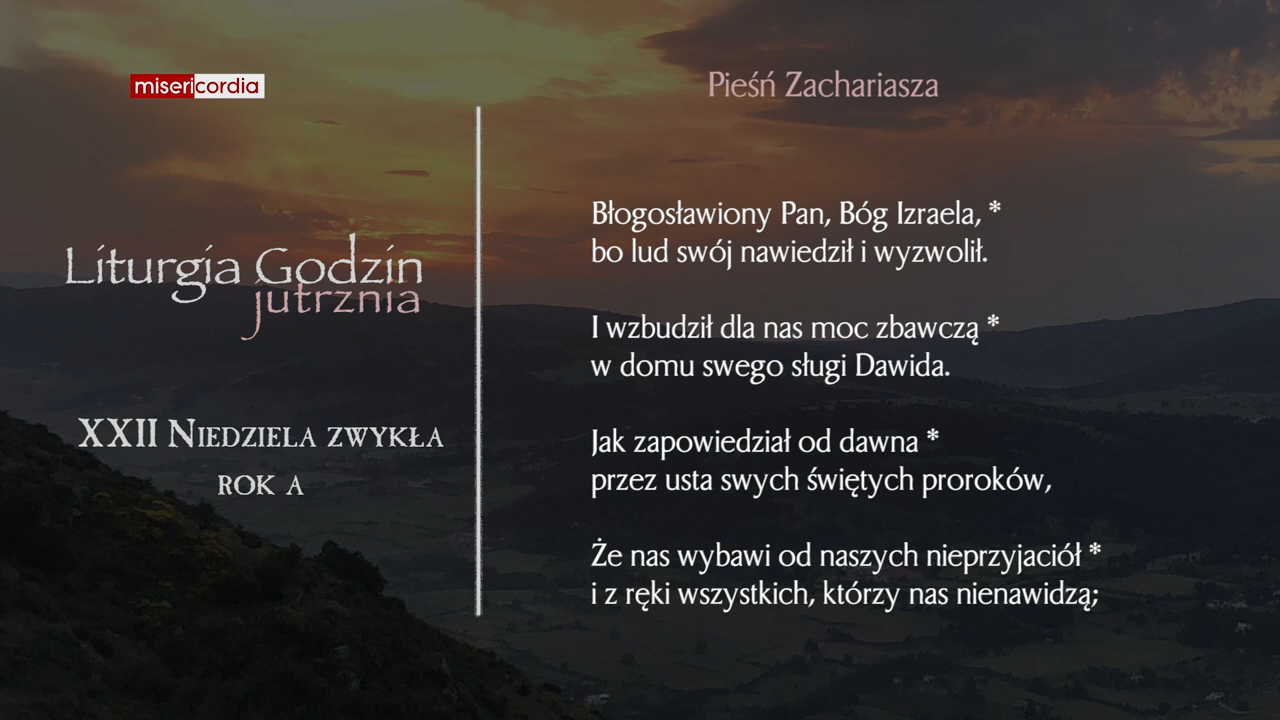 misericordia
Liturgia Godzin
jutrznia
XXII Niedziela zwykła
rok A
Pieśń Zachariasza
Błogosławiony Pan, Bóg Izraela, *
bo lud swój nawiedził i wyzwolił.
I wzbudził dla nas moc zbawczą *
w domu swego sługi Dawida.
Jak zapowiedział od dawna *
przez usta swych świętych proroków,
Że nas wybawi od naszych nieprzyjaciół *
i z ręki wszystkich, którzy nas nienawidzą;